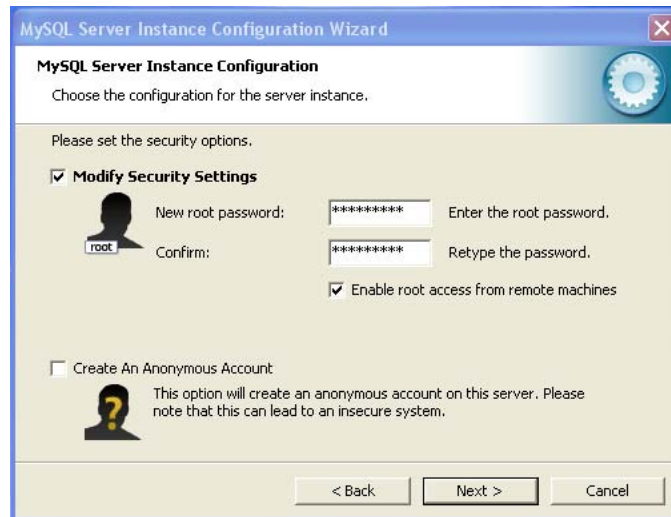 MySQL Server Instance Configuration Wizard
MySQL Server Instance Configuration
Choose the configuration for the server instance.
Please set the security options.
Modify Security Settings
New root password: ********* Enter the root password.
root
Confirm: ********* Retype the password.
Enable root access from remote machines
Create An Anonymous Account
This option will create an anonymous account on this server. Please
note that this can lead to an insecure system.
?
< Back Next > Cancel